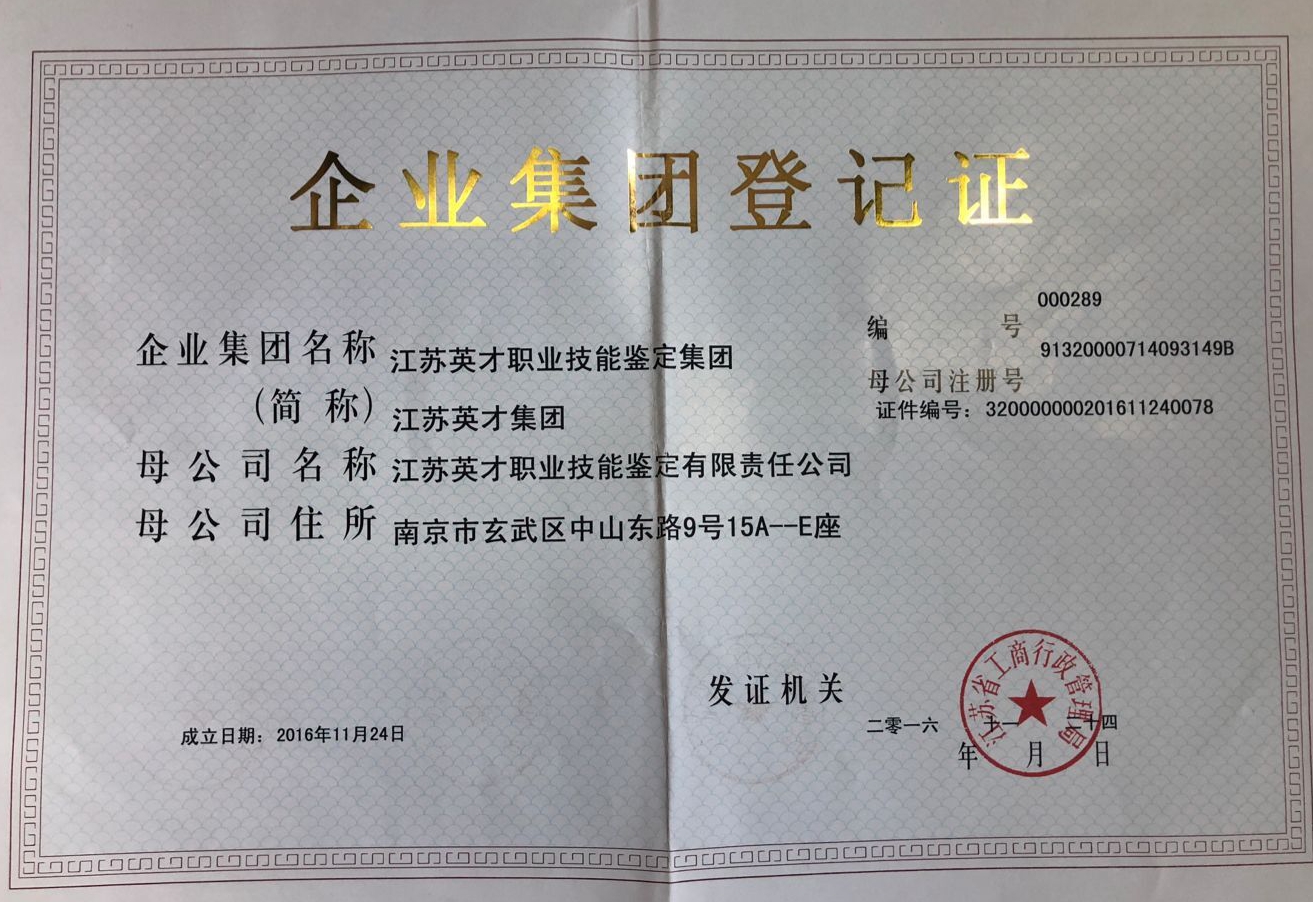 企业集团登记证
000289
编 号
91320000714093149B
母公司注册号
证件编号：320000000201611240078
企业集团名称 江苏英才职业技能鉴定集团
（简 称） 江苏英才集团
母公司名称 江苏英才职业技能鉴定有限责任公司
母公司住所 南京市玄武区中山东路9号15A--E座
发证机关
江苏省工商行政管理局
二零一六 十一 二十四
年 月 日
成立日期：2016年11月24日